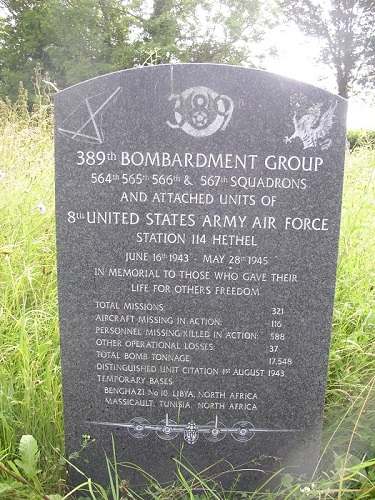 389
389th BOMBARDMENT GROUP
564th 565th 566th & 567th SQUADRONS
AND ATTACHED UNITS OF
8th UNITED STATES ARMY AIR FORCE
STATION 114 HETHEL
JUNE 16th 1943 - MAY 28th 1945
IN MEMORIAL TO THOSE WHO GAVE THEIR
LIFE FOR OTHERS FREEDOM
TOTAL MISSIONS: 321
AIRCRAFT MISSING IN ACTION: 116
PERSONNEL MISSING/KILLED IN ACTION: 588
OTHER OPERATIONAL LOSSES: 37
TOTAL BOMB TONNAGE: 17,548
DISTINGUISHED UNIT CITATION 1st AUGUST 1943
TEMPORARY BASES
BENGHAZI No 10. LIBYA, NORTH AFRICA
MASSICAULT, TUNISIA, NORTH AFRICA